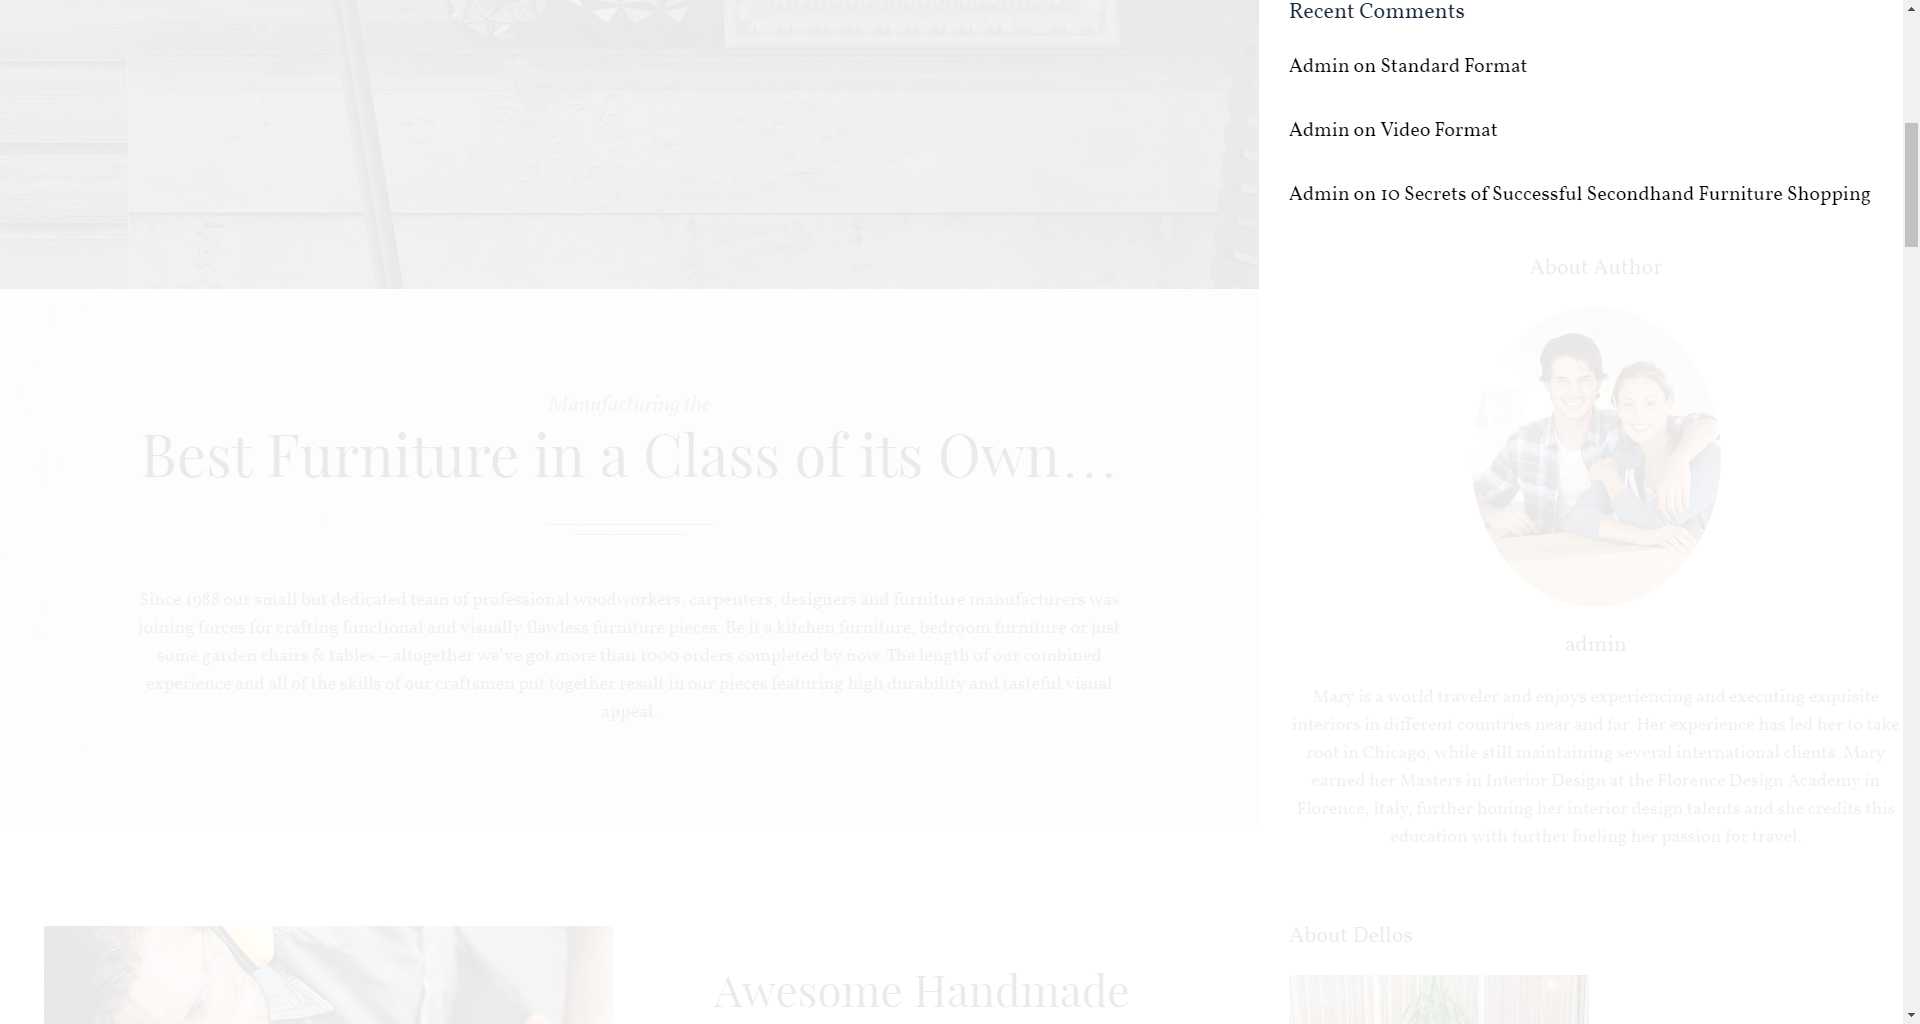 Recent Comments
Admin on Standard Format
Admin on Video Format
Admin on 10 Secrets of Successful Secondhand Furniture Shopping
About Author
admin
Mary is a world traveler and enjoys experiencing and executing exquisite
interiors in different countries near and far. Her experience has led her to take
root in Chicago, while still maintaining several international clients. Mary
earned her Masters in Interior Design at the Florence Design Academy in
Florence, Italy, further honing her interior design talents and she credits this
education with further fueling her passion for travel.
About Dellos
Manufacturing the
Best Furniture in a Class of its Own...
Since 1988 our small but dedicated team of professional woodworkers, carpenters, designers and furniture manufacturers was
joining forces for crafting functional and visually flawless furniture pieces. Be it a kitchen furniture, bedroom furniture or just
some garden chairs & tables – altogether we've got more than 1000 orders completed by now. The length of our combined
experience and all of the skills of our craftsmen put together result in our pieces featuring high durability and tasteful visual
appeal.
Awesome Handmade